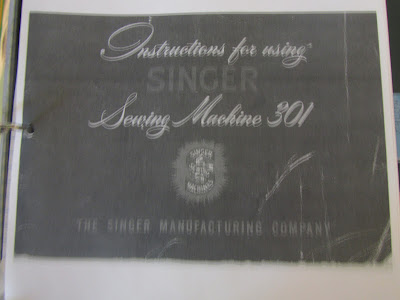 Instructions for using
SINGER
Sewing Machine 301
THE SINGER MANUFACTURING COMPANY